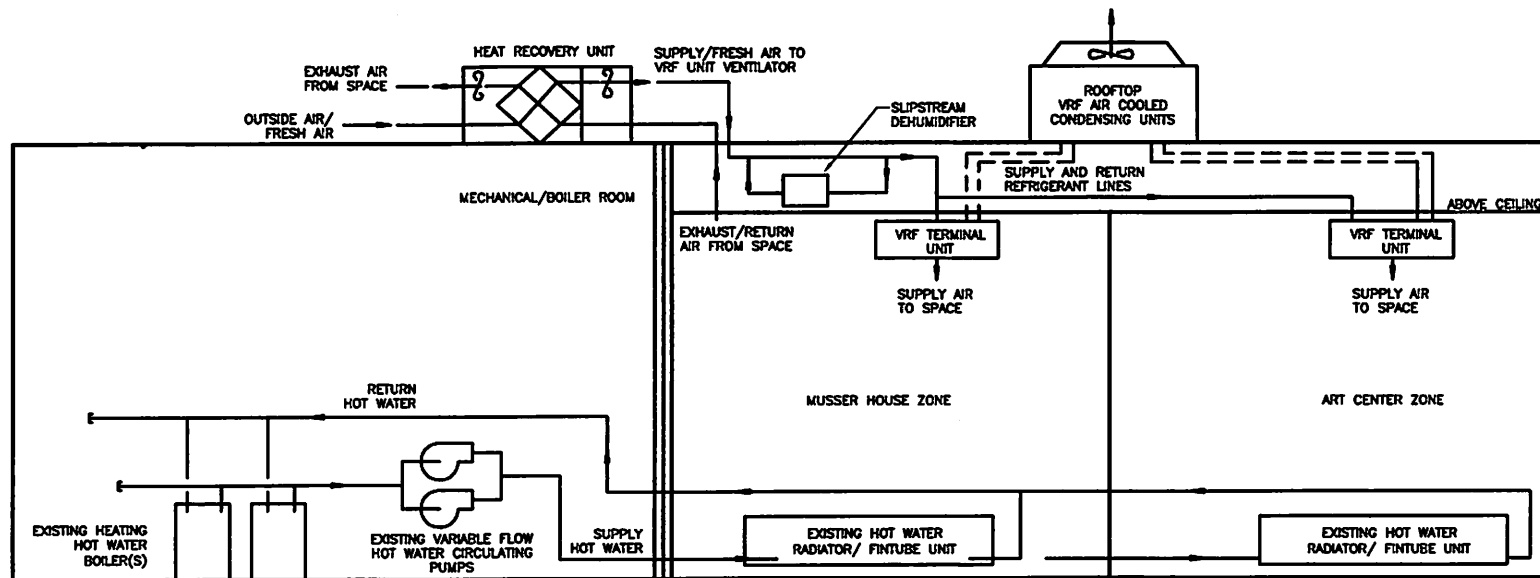 HEAT RECOVERY UNIT
EXHAUST AIR
FROM SPACE
OUTSIDE AIR/
FRESH AIR
SUPPLY/FRESH AIR TO
VRF UNIT VENTILATOR
SLIPSTREAM
DEHUMIDIFIER
ROOFTOP
VRF AIR COOLED
CONDENSING UNITS
SUPPLY AND RETURN
REFRIGERANT LINES
MECHANICAL/BOILER ROOM
EXHAUST/RETURN
AIR FROM SPACE
ABOVE CEILING
VRF TERMINAL
UNIT
VRF TERMINAL
UNIT
SUPPLY AIR
TO SPACE
SUPPLY AIR
TO SPACE
RETURN
HOT WATER
MUSSER HOUSE ZONE
ART CENTER ZONE
EXISTING HEATING
HOT WATER
BOILER(S)
EXISTING VARIABLE FLOW
HOT WATER CIRCULATING
PUMPS
SUPPLY
HOT WATER
EXISTING HOT WATER
RADIATOR/ FINTUBE UNIT
EXISTING HOT WATER
RADIATOR/ FINTUBE UNIT